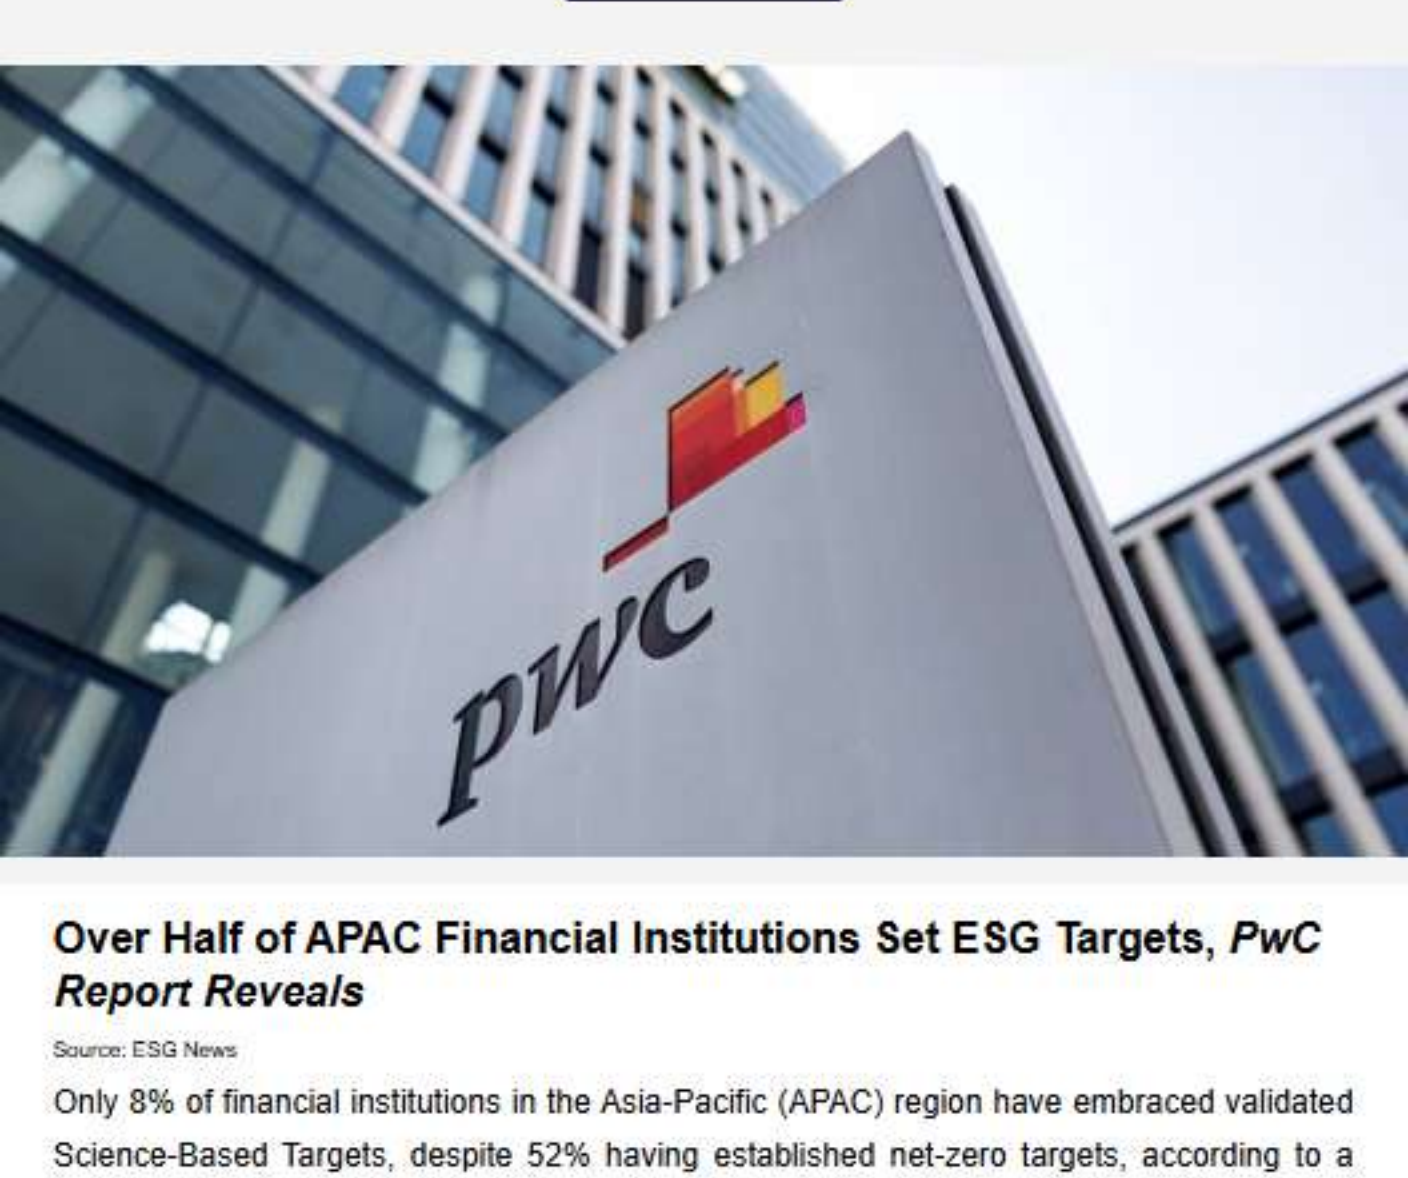 pwc
Over Half of APAC Financial Institutions Set ESG Targets, PwC
Report Reveals
Source: ESG News
Only 8% of financial institutions in the Asia-Pacific (APAC) region have embraced validated
Science-Based Targets, despite 52% having established net-zero targets, according to a